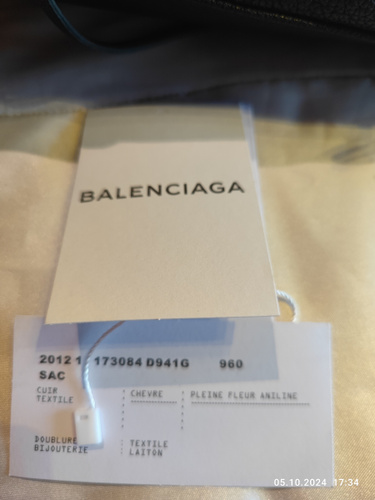 BALENCIAGA
2012 1 173084 D941G 960
SAC
CUIR : CHEVRE : PLEINE FLEUR ANILINE
TEXTILE
DOUBLURE : TEXTILE
BIJOUTERIE : LAITON
05.10.2024 17:34